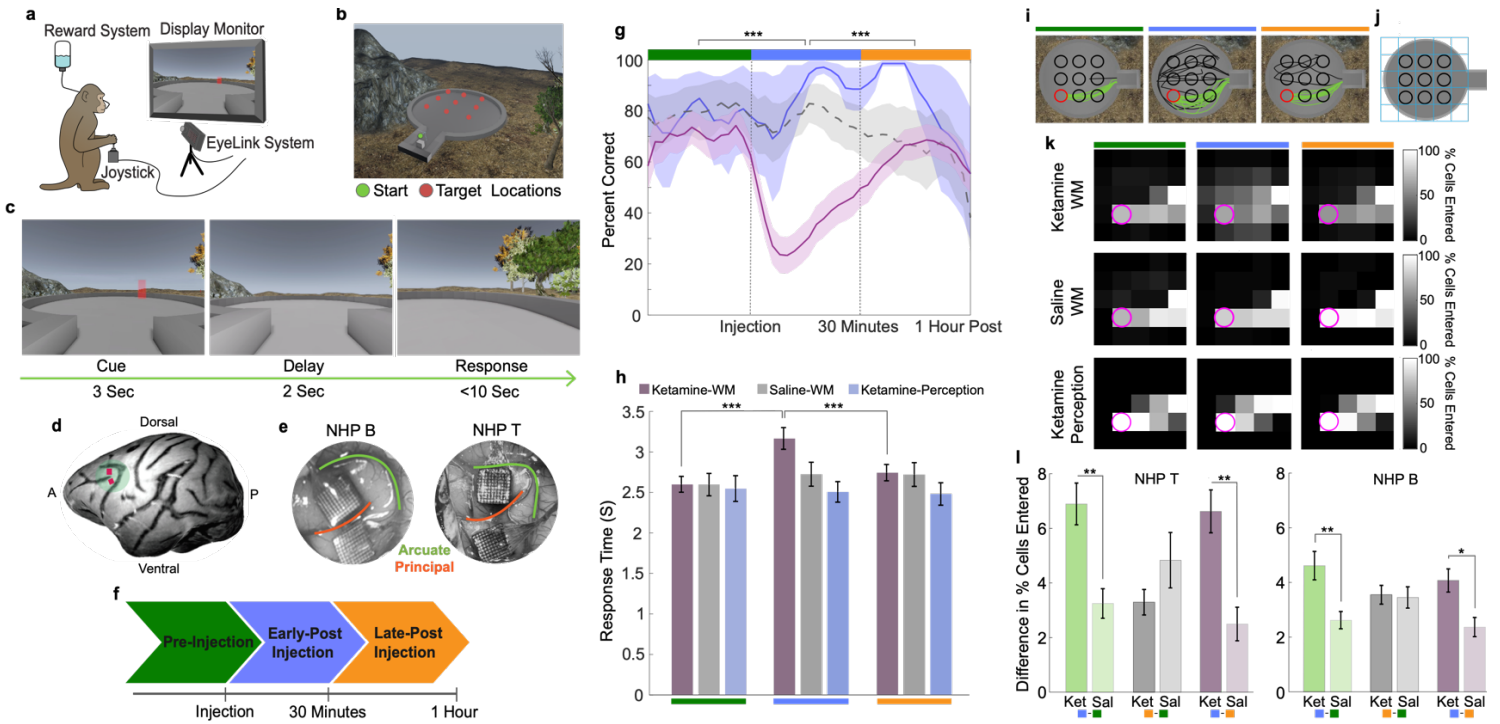 a
Reward System
Display Monitor
EyeLink System
Joystick
b
Start
Target Locations
c
Cue
Delay
Response
3 Sec
2 Sec
<10 Sec
d
Dorsal
A
P
Ventral
e
NHP B
NHP T
Arcuate
Principal
f
Pre-Injection
Early-Post
Injection
Late-Post
Injection
Injection
30 Minutes
1 Hour
g
***
***
Percent Correct
100
80
60
40
20
0
Injection
30 Minutes
1 Hour Post
h
Ketamine-WM
Saline-WM
Ketamine-Perception
***
***
Response Time (S)
3.5
3
2.5
2
1.5
1
0.5
0
i
j
k
Ketamine
WM
100
50
0
% Cells Entered
Saline
WM
100
50
0
% Cells Entered
Ketamine
Perception
100
50
0
% Cells Entered
l
NHP T
Difference in % Cells Entered
8
6
4
2
0
**
**
Ket Sal
Ket Sal
Ket Sal
-
-
-
NHP B
8
6
4
2
0
**
*
Ket Sal
Ket Sal
Ket Sal
-
-
-